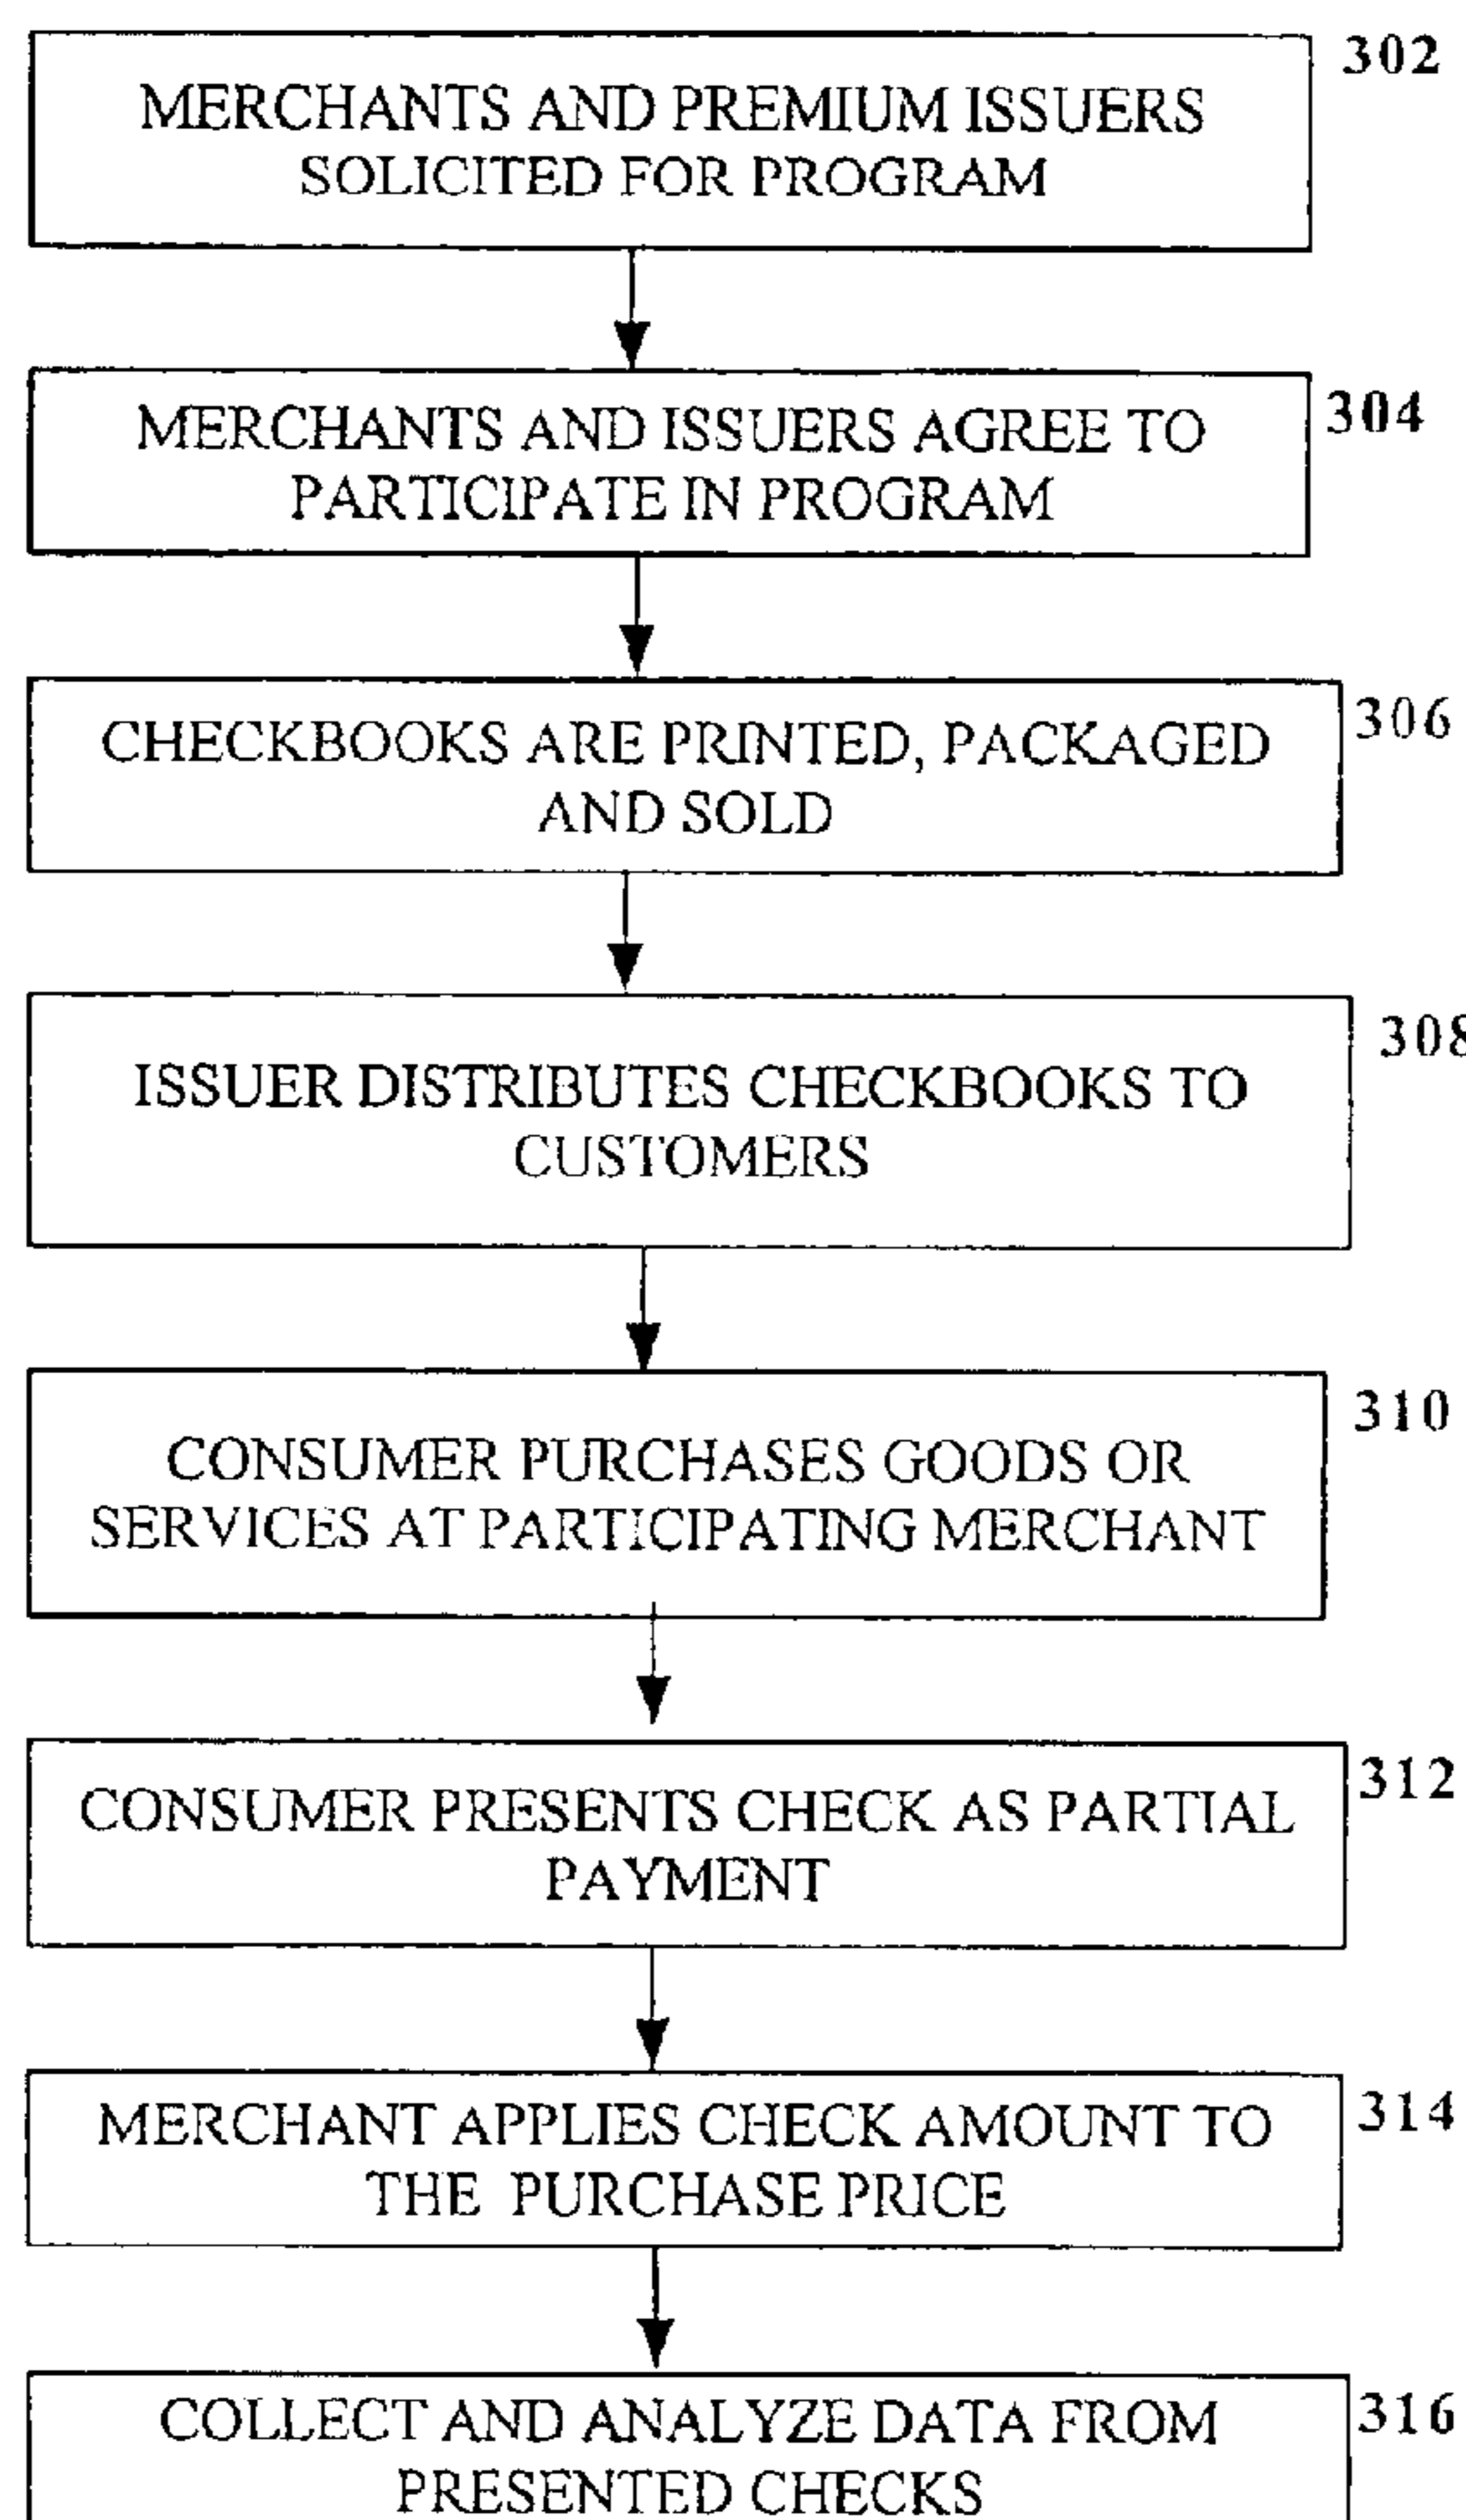 302
MERCHANTS AND PREMIUM ISSUERS
SOLICITED FOR PROGRAM
304
MERCHANTS AND ISSUERS AGREE TO
PARTICIPATE IN PROGRAM
306
CHECKBOOKS ARE PRINTED, PACKAGED
AND SOLD
308
ISSUER DISTRIBUTES CHECKBOOKS TO
CUSTOMERS
310
CONSUMER PURCHASES GOODS OR
SERVICES AT PARTICIPATING MERCHANT
312
CONSUMER PRESENTS CHECK AS PARTIAL
PAYMENT
314
MERCHANT APPLIES CHECK AMOUNT TO
THE PURCHASE PRICE
316
COLLECT AND ANALYZE DATA FROM
PRESENTED CHECKS